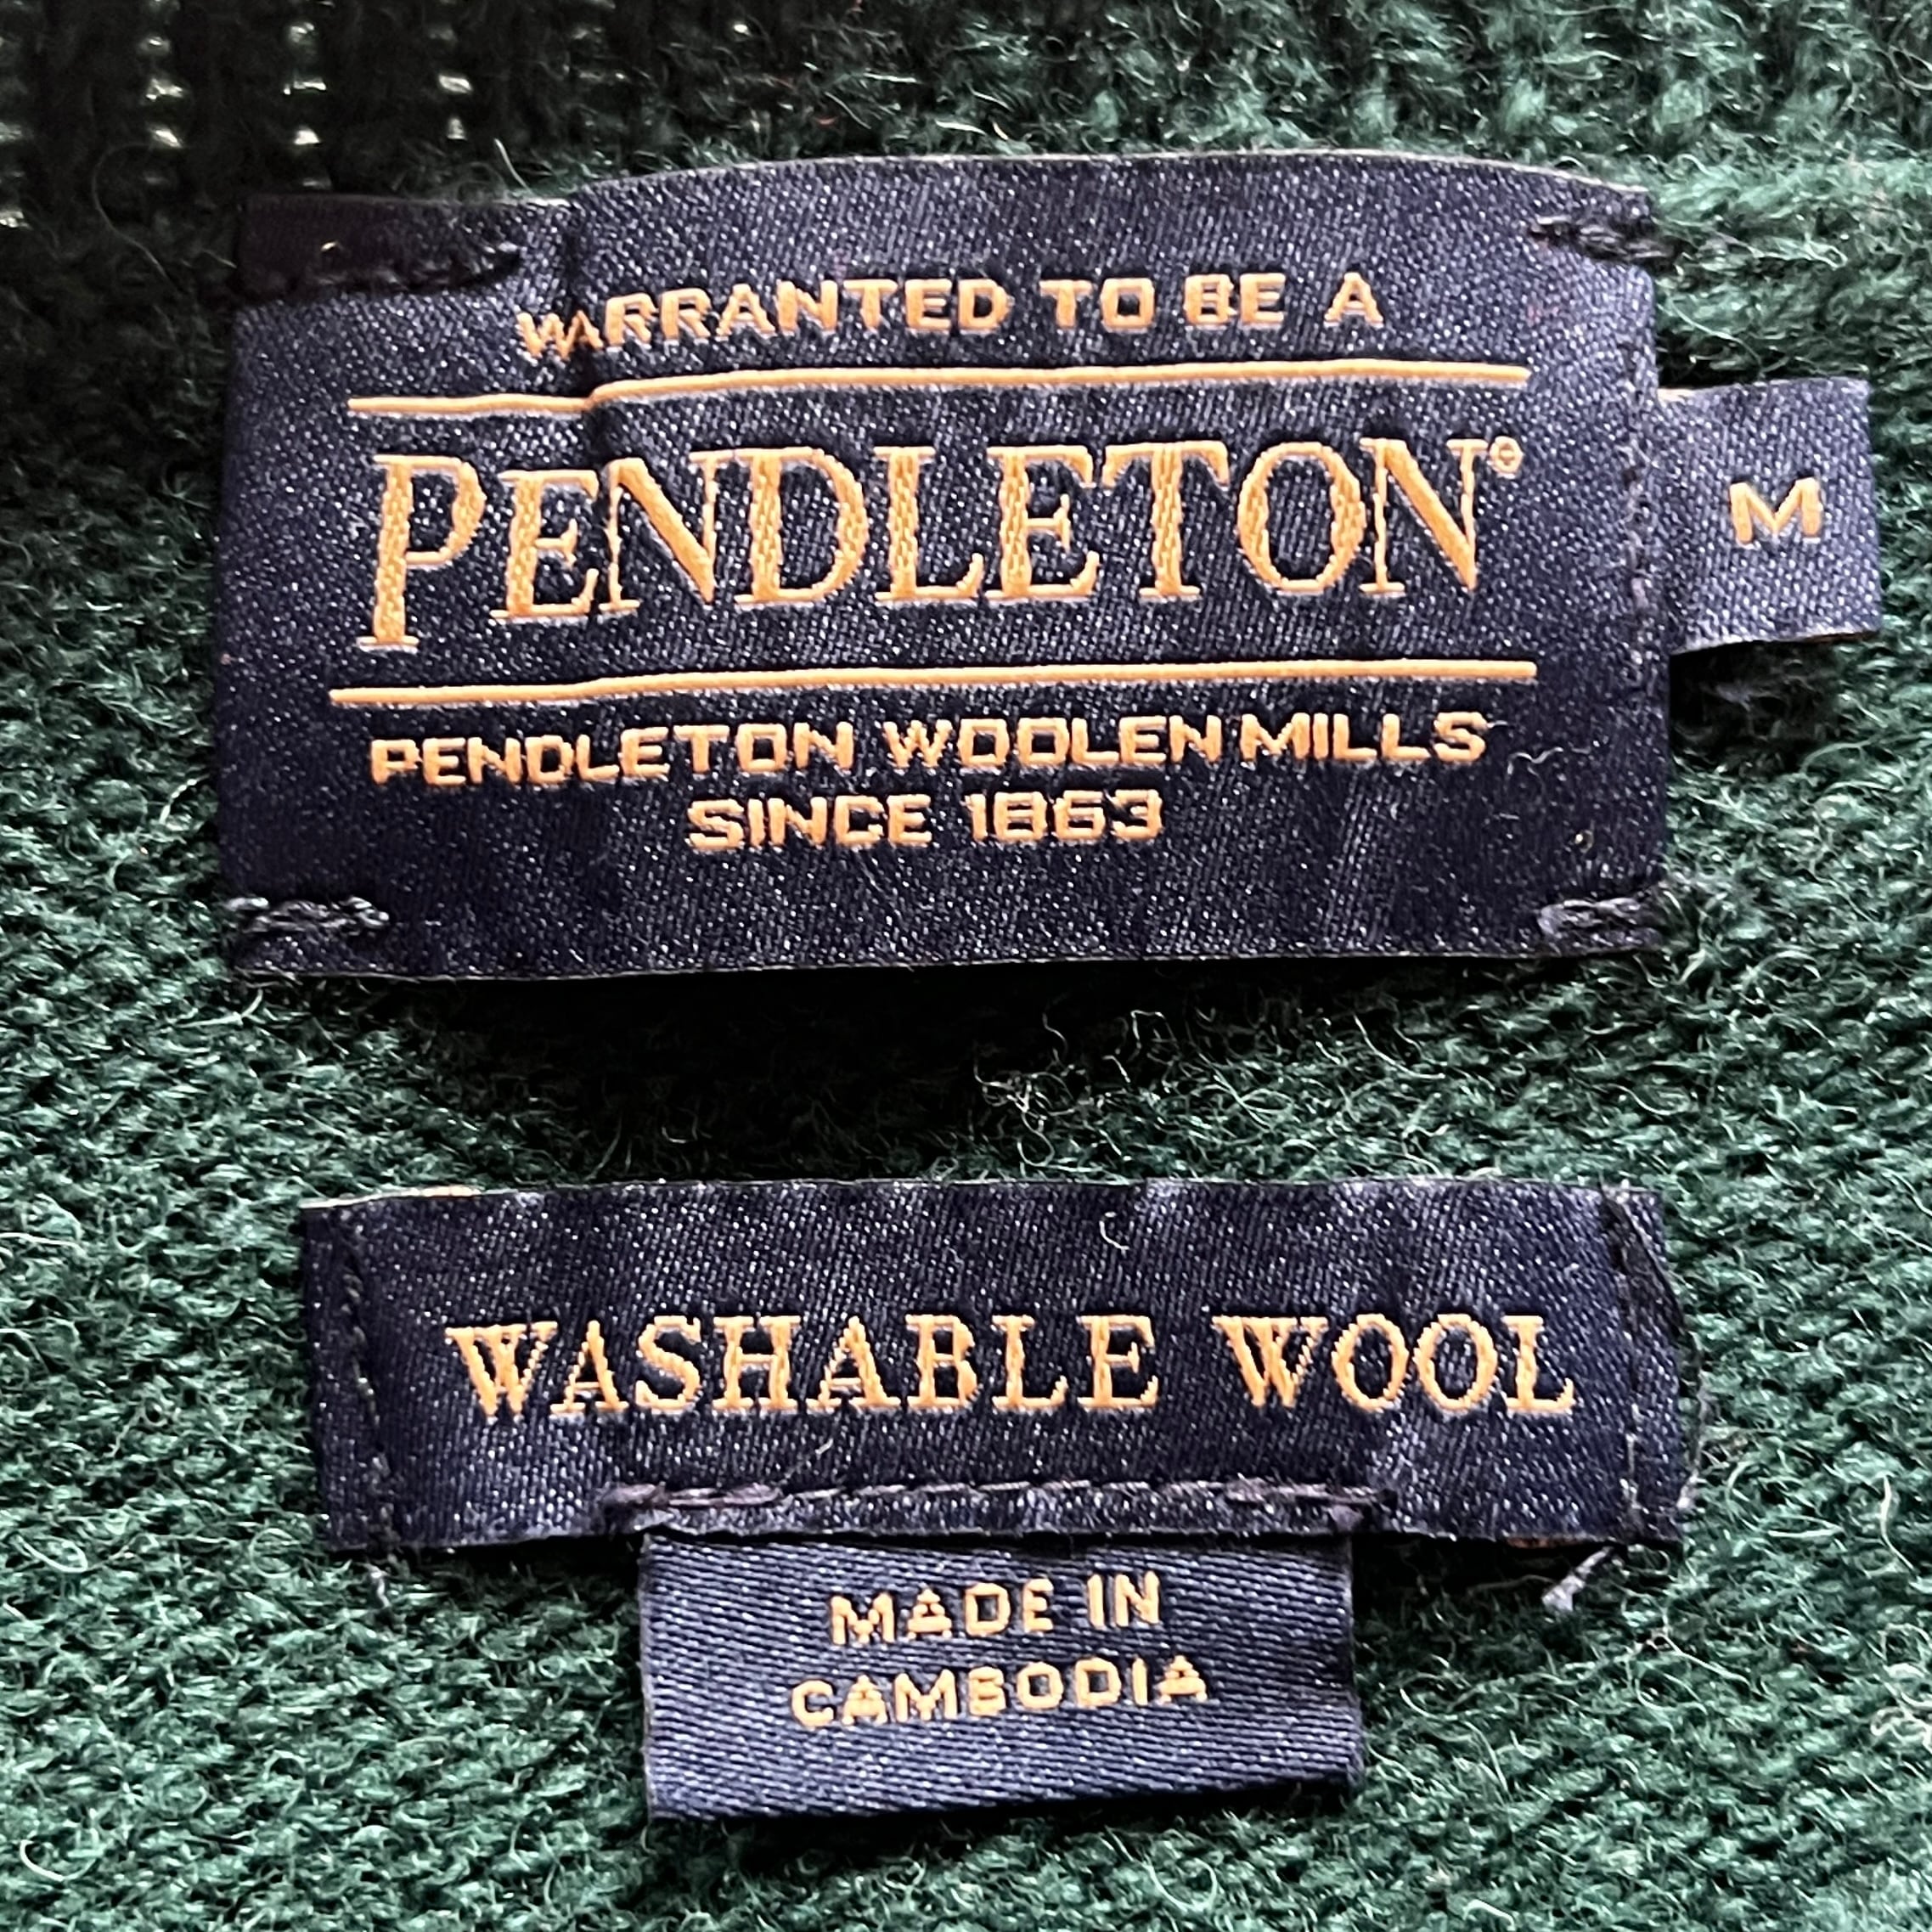 WARRANTED TO BE A
PENDLETON®
M
PENDLETON WOOLEN MILLS
SINCE 1863
WASHABLE WOOL
MADE IN
CAMBODIA